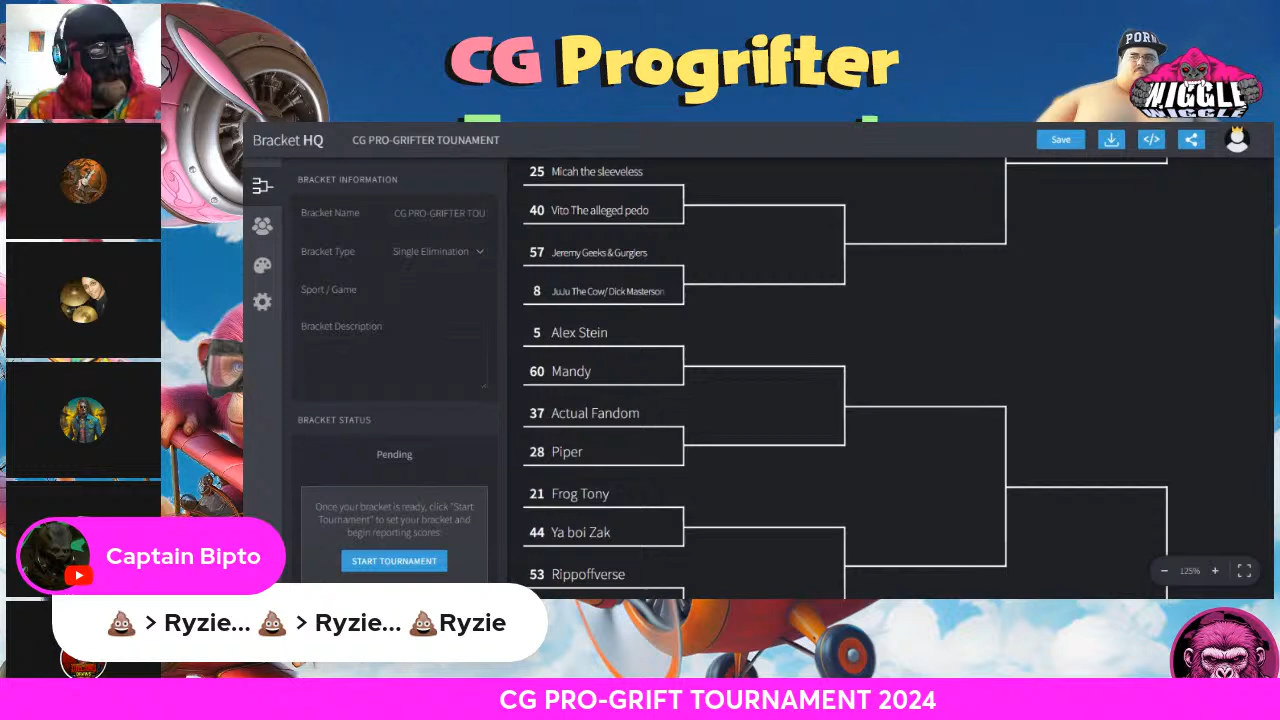 CG Progrifter
PORN
NIGGLE
WIGGLE
Bracket HQ
CG PRO-GRIFTER TOURNAMENT
Save
BRACKET INFORMATION
Bracket Name
CG PRO-GRIFTER TOU
Bracket Type
Single Elimination
Sport / Game
Bracket Description
BRACKET STATUS
Pending
Once your bracket is ready, click "Start
Tournament" to set your bracket and
begin reporting scores:
START TOURNAMENT
25 Micah the sleeveless
40 Vito The alleged pedo
57 Jeremy Geeks & Gurglers
8 JuJu The Cow/ Dick Masterson
5 Alex Stein
60 Mandy
37 Actual Fandom
28 Piper
21 Frog Tony
44 Ya boi Zak
53 Rippoffverse
125%
Captain Bipto
💩 > Ryzie... 💩 > Ryzie... 💩Ryzie
CG PRO-GRIFT TOURNAMENT 2024